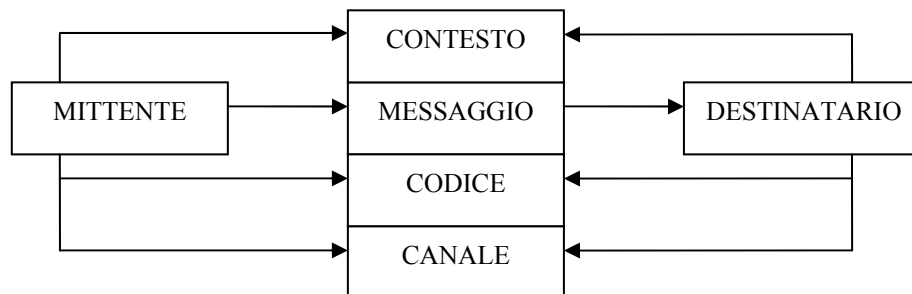 CONTESTO
MITTENTE
MESSAGGIO
DESTINATARIO
CODICE
CANALE